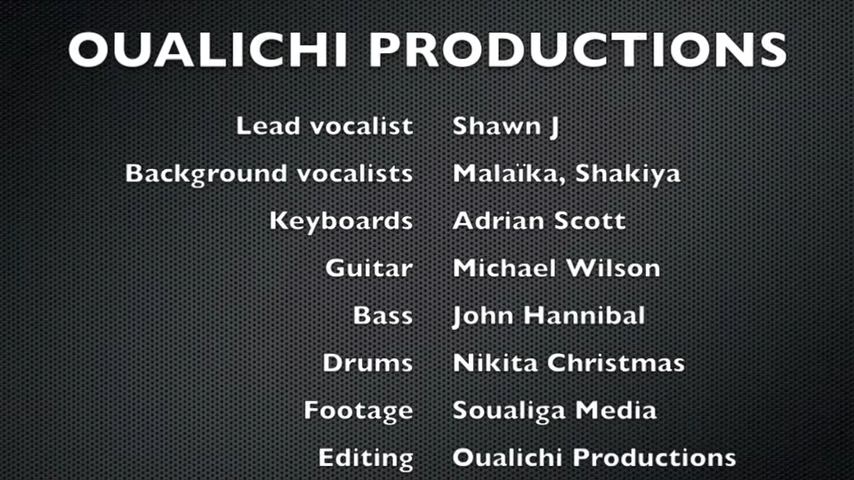 OUALICHI PRODUCTIONS
Lead vocalist Shawn J
Background vocalists Malaïka, Shakiya
Keyboards Adrian Scott
Guitar Michael Wilson
Bass John Hannibal
Drums Nikita Christmas
Footage Soualiga Media
Editing Oualichi Productions